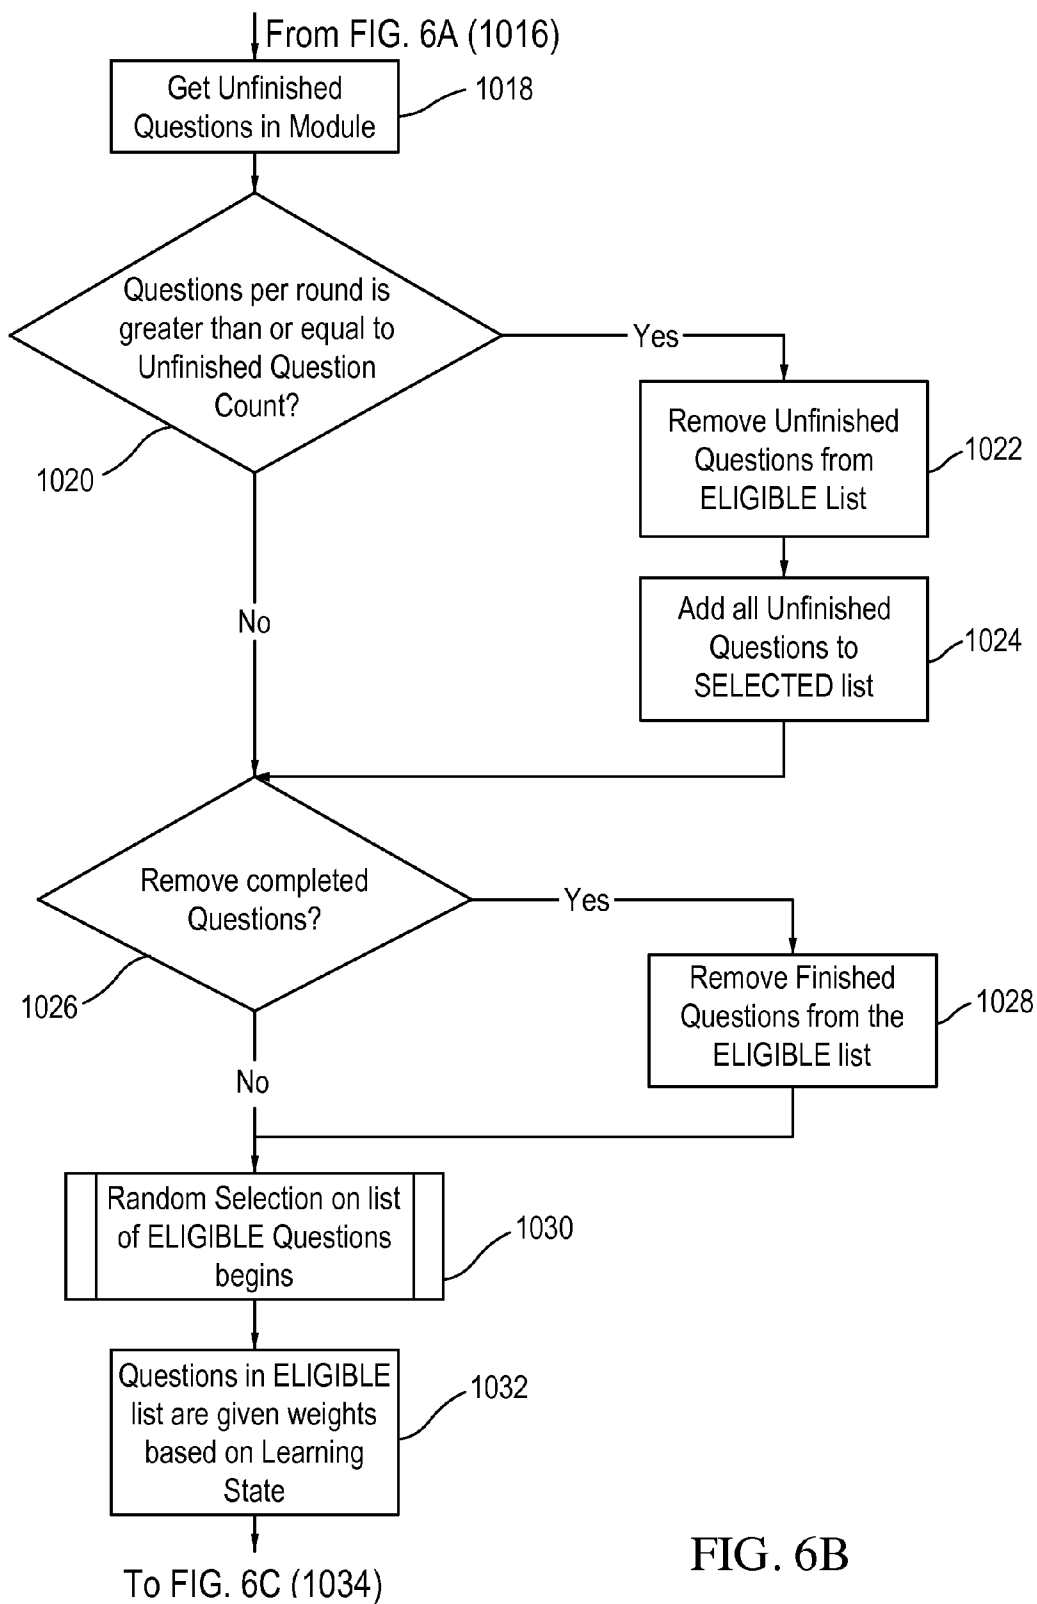 From FIG. 6A (1016)
Get Unfinished
Questions in Module
1018
Questions per round is
greater than or equal to
Unfinished Question
Count?
1020
Yes
Remove Unfinished
Questions from
ELIGIBLE List
1022
Add all Unfinished
Questions to
SELECTED list
1024
No
Remove completed
Questions?
1026
Yes
Remove Finished
Questions from the
ELIGIBLE list
1028
No
Random Selection on list
of ELIGIBLE Questions
begins
1030
Questions in ELIGIBLE
list are given weights
based on Learning
State
1032
To FIG. 6C (1034)
FIG. 6B